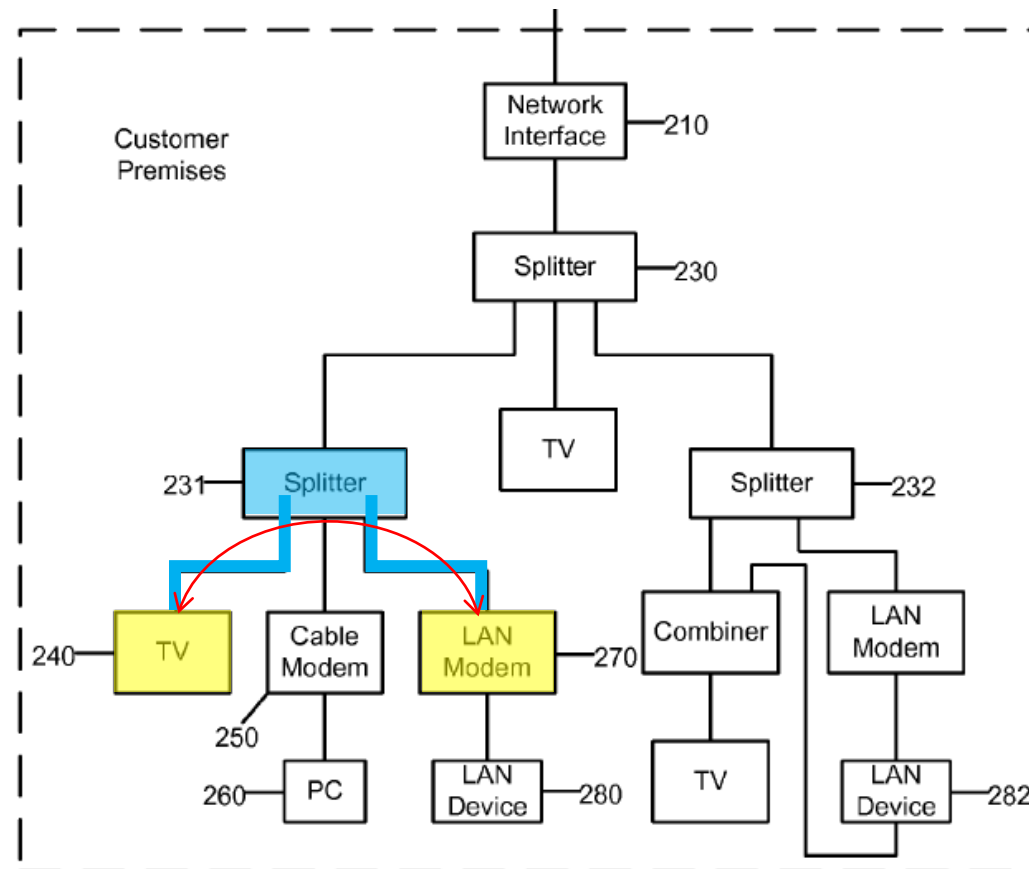 Network
Interface
210
Customer
Premises
Splitter
230
TV
231
Splitter
Splitter
232
240
TV
Cable
Modem
LAN
Modem
270
Combiner
LAN
Modem
250
260
PC
LAN
Device
280
TV
LAN
Device
282